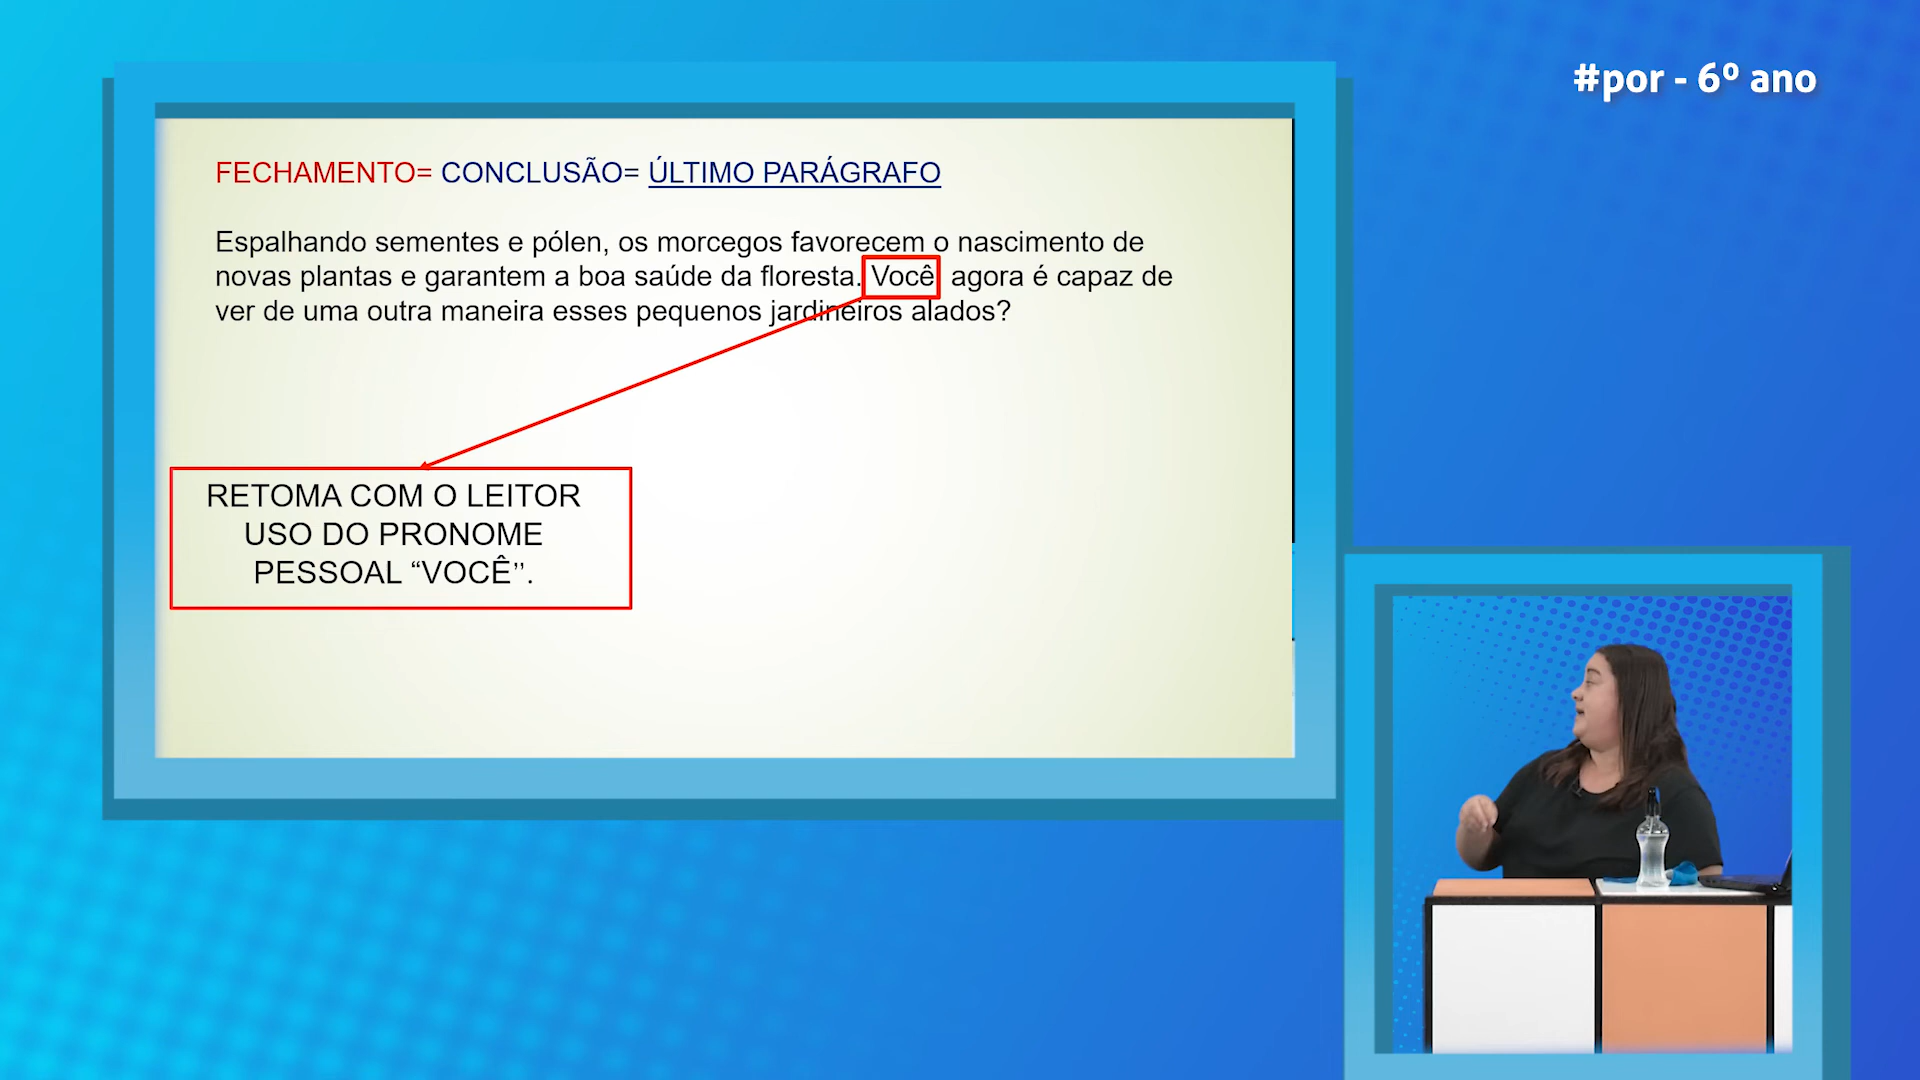 #por - 6º ano
FECHAMENTO= CONCLUSÃO= ÚLTIMO PARÁGRAFO
Espalhando sementes e pólen, os morcegos favorecem o nascimento de
novas plantas e garantem a boa saúde da floresta. Você agora é capaz de
ver de uma outra maneira esses pequenos jardineiros alados?
RETOMA COM O LEITOR
USO DO PRONOME
PESSOAL “VOCÊ”.